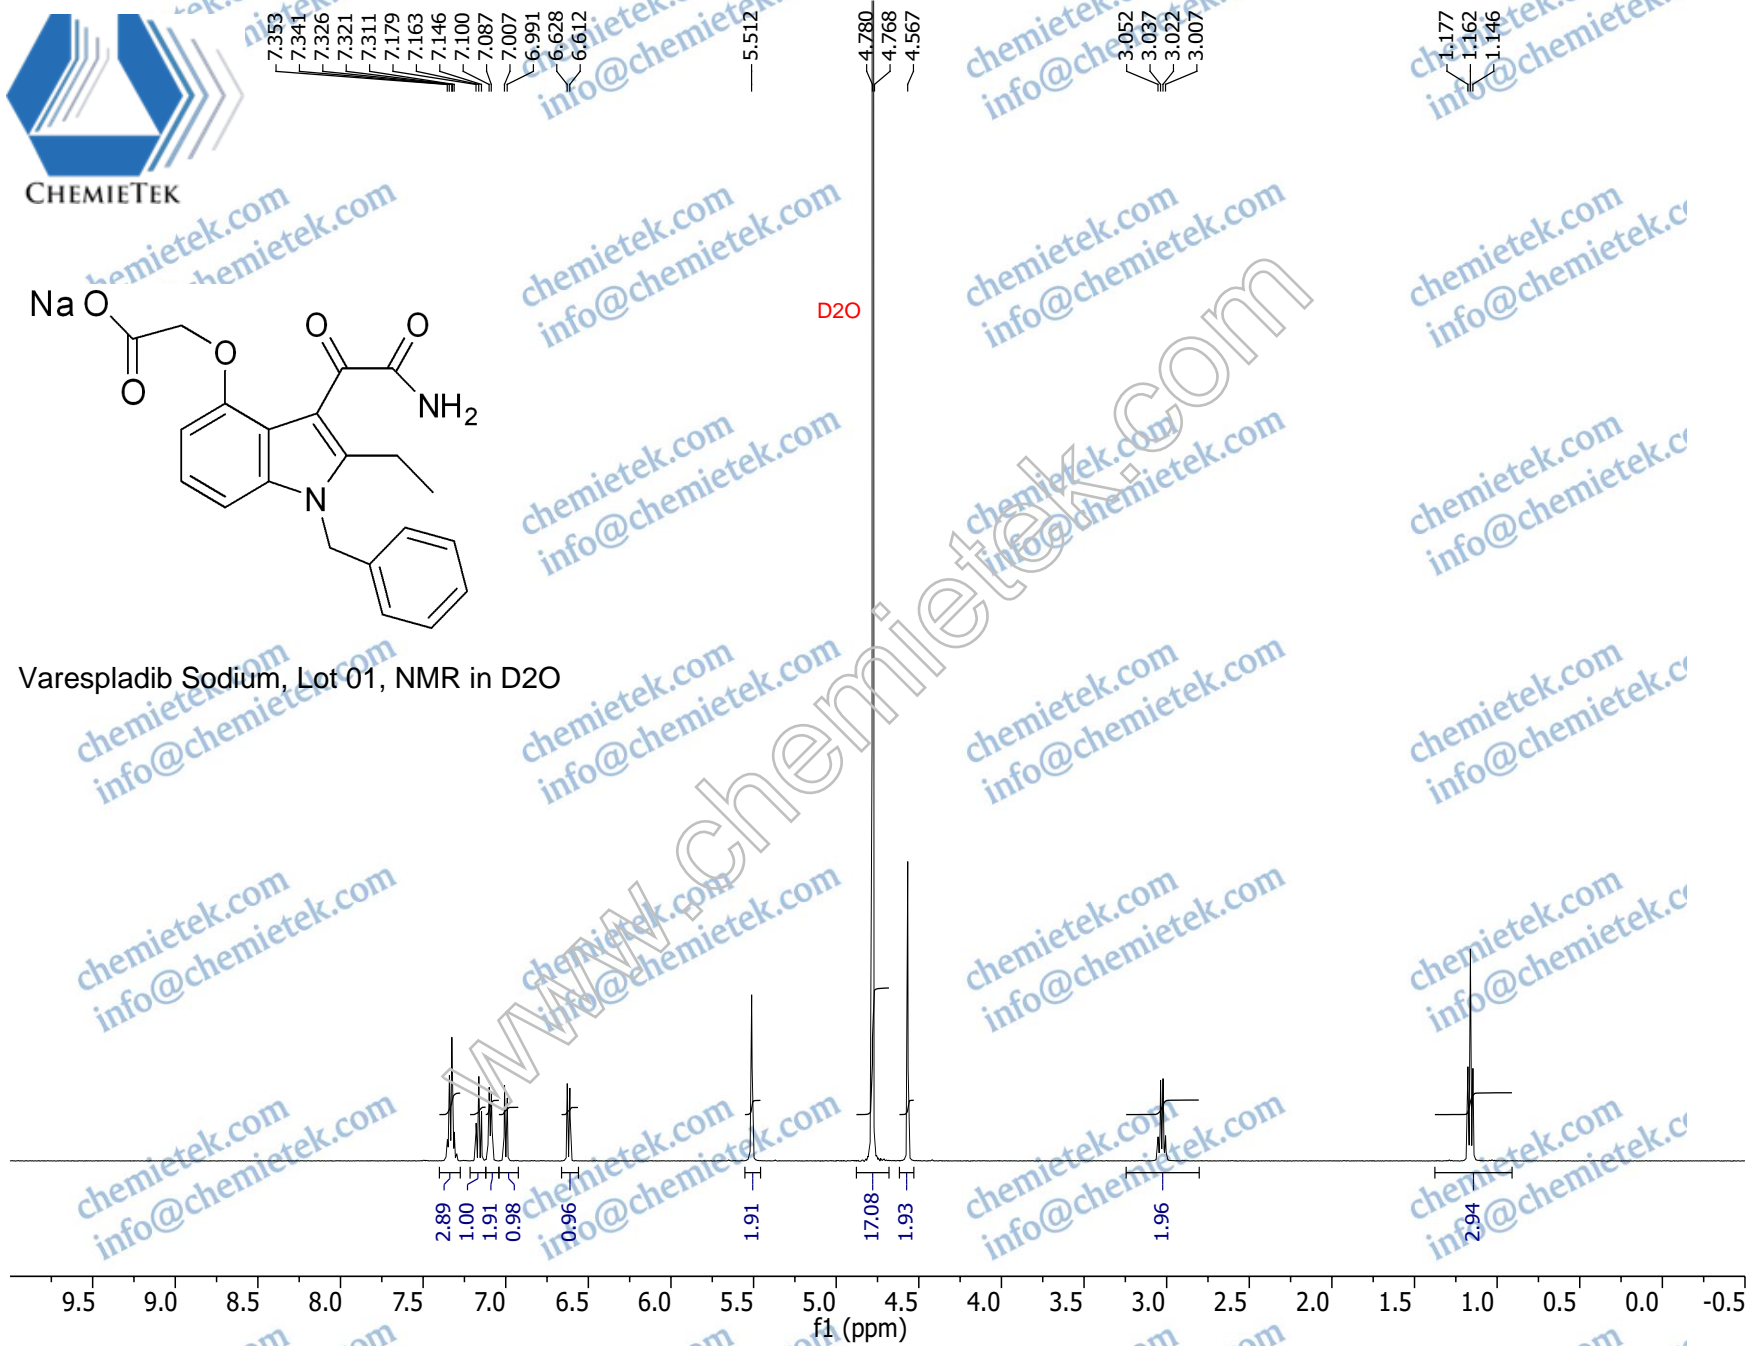 7.353
7.341
7.326
7.321
7.311
7.179
7.163
7.146
7.100
7.087
7.007
6.991
6.628
6.612
5.512
4.780
4.768
4.567
3.052
3.037
3.022
3.007
1.177
1.162
1.146
CHEMIETEK
D2O
Na O
O
O
O
O
NH2
N
Varespladib Sodium, Lot 01, NMR in D2O
www.chemietek.com
chemietek.com
info@chemietek.com
2.89
1.00
1.91
0.98
0.96
1.91
17.08
1.93
1.96
2.94
9.5 9.0 8.5 8.0 7.5 7.0 6.5 6.0 5.5 5.0 4.5 4.0 3.5 3.0 2.5 2.0 1.5 1.0 0.5 0.0 -0.5
f1 (ppm)